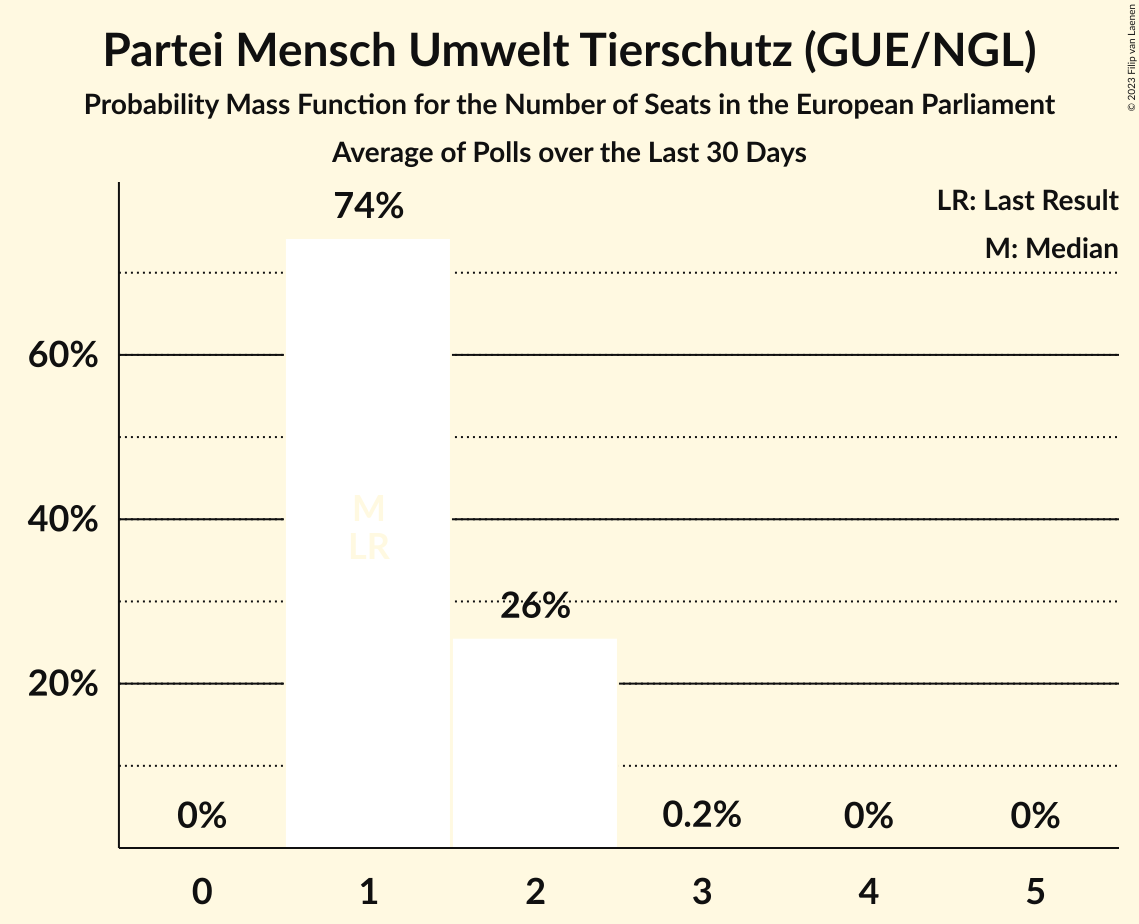 Partei Mensch Umwelt Tierschutz (GUE/NGL)
Probability Mass Function for the Number of Seats in the European Parliament
Average of Polls over the Last 30 Days
© 2023 Filip van Laenen
LR: Last Result
M: Median
74%
60%
40%
20%
M
LR
26%
0%
0.2%
0%
0%
0
1
2
3
4
5